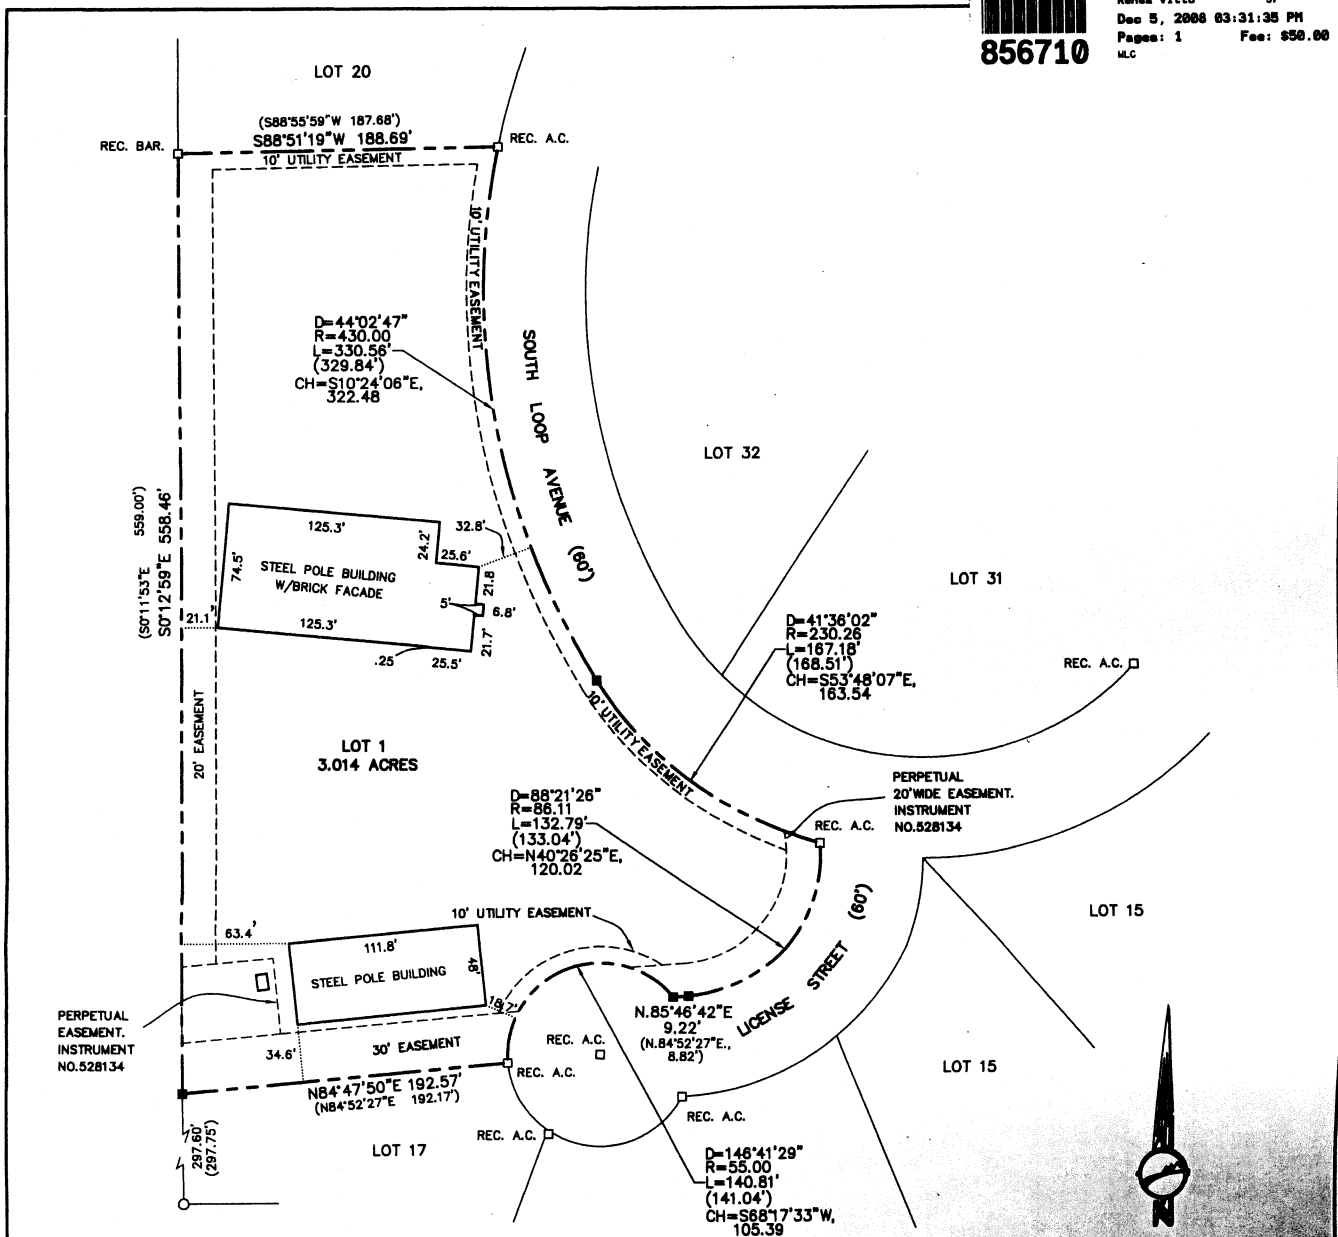 Dec 5, 2008 03:31:35 PM
Pages: 1 Fee: $50.00
856710
MLC
LOT 20
(S88°55'59"W 187.68')
S88°51'19"W 188.69'
REC. BAR.
REC. A.C.
10' UTILITY EASEMENT
10' UTILITY EASEMENT
D=44°02'47"
R=430.00
L=330.56'
(329.84')
CH=S10°24'06"E,
322.48
SOUTH LOOP AVENUE (60')
LOT 32
(S0°11'53"E 559.00')
S0°12'59"E 558.46'
125.3'
24.2'
32.8'
25.6'
74.5'
STEEL POLE BUILDING
W/BRICK FACADE
21.8
5'
6.8'
21.1'
125.3'
21.7'
.25
25.5'
LOT 31
D=41°36'02"
R=230.26
L=167.18'
(168.51')
CH=S53°48'07"E,
163.54
REC. A.C.
10' UTILITY EASEMENT
20' EASEMENT
LOT 1
3.014 ACRES
D=88°21'26"
R=86.11
L=132.79'
(133.04')
CH=N40°26'25"E,
120.02
PERPETUAL
20'WIDE EASEMENT.
INSTRUMENT
NO.528134
REC. A.C.
LOT 15
10' UTILITY EASEMENT
63.4'
111.8'
STEEL POLE BUILDING
48'
18.7'
LICENSE STREET (60')
N.85°46'42"E
9.22'
(N.84°52'27"E.,
8.82')
PERPETUAL
EASEMENT.
INSTRUMENT
NO.528134
34.6'
30' EASEMENT
REC. A.C.
REC. A.C.
LOT 15
N84°47'50"E 192.57'
(N84°52'27"E 192.17')
REC. A.C.
REC. A.C.
297.60'
(297.75')
LOT 17
D=146°41'29"
R=55.00
L=140.81'
(141.04')
CH=S68°17'33"W,
105.39
N